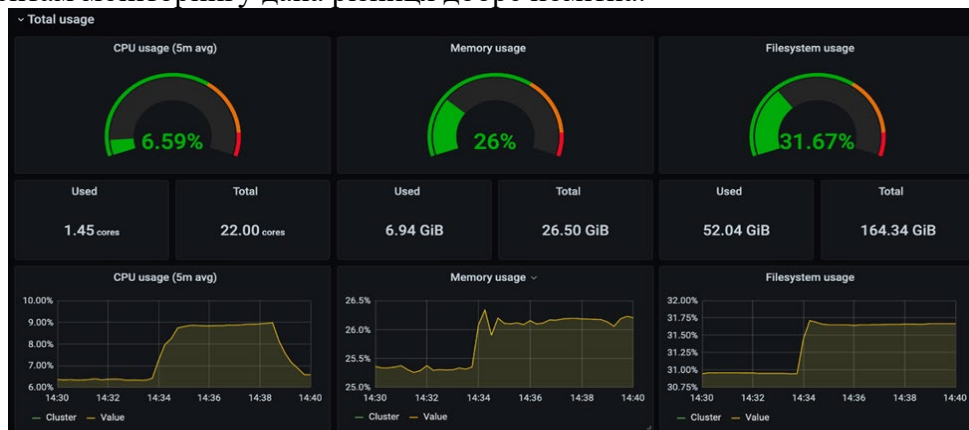 моніторингу дана різниця добре помітна.
Total usage
CPU usage (5m avg)
Memory usage
Filesystem usage
6.59%
26%
31.67%
Used
Total
Used
Total
Used
Total
1.45 cores
22.00 cores
6.94 GiB
26.50 GiB
52.04 GiB
164.34 GiB
CPU usage (5m avg)
Memory usage
Filesystem usage
10.00%
9.00%
8.00%
7.00%
6.00%
14:30 14:32 14:34 14:36 14:38 14:40
Cluster Value
26.5%
26.0%
25.5%
25.0%
14:30 14:32 14:34 14:36 14:38 14:40
Cluster Value
32.00%
31.75%
31.50%
31.25%
31.00%
30.75%
14:30 14:32 14:34 14:36 14:38 14:40
Cluster Value